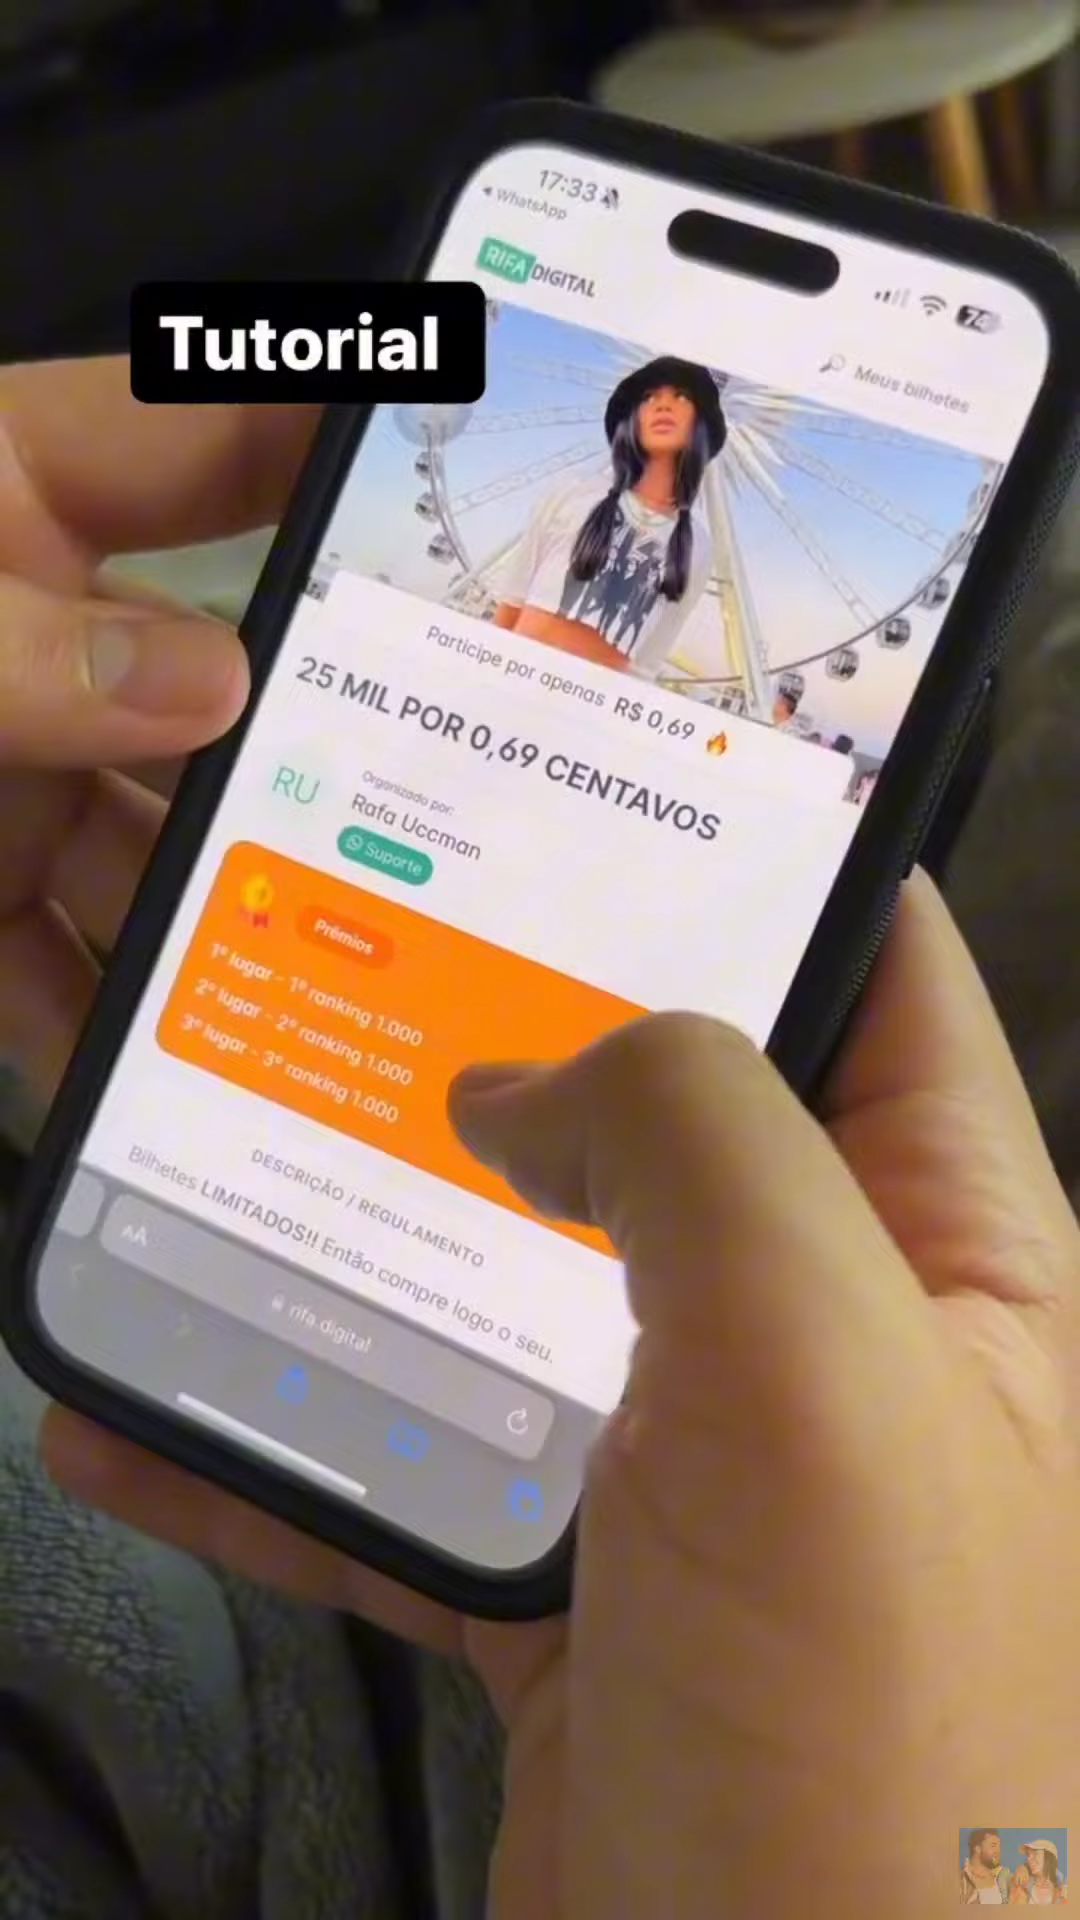 17:33
WhatsApp
RIFA DIGITAL
74
Tutorial
Meus bilhetes
Participe por apenas R$ 0,69 🔥
25 MIL POR 0,69 CENTAVOS
RU
Organizado por:
Rafa Uccman
Suporte
Prêmios
1º lugar - 1º ranking 1.000
2º lugar - 2º ranking 1.000
3º lugar - 3º ranking 1.000
DESCRIÇÃO / REGULAMENTO
Bilhetes LIMITADOS!! Então compre logo o seu.
AA
rifa.digital